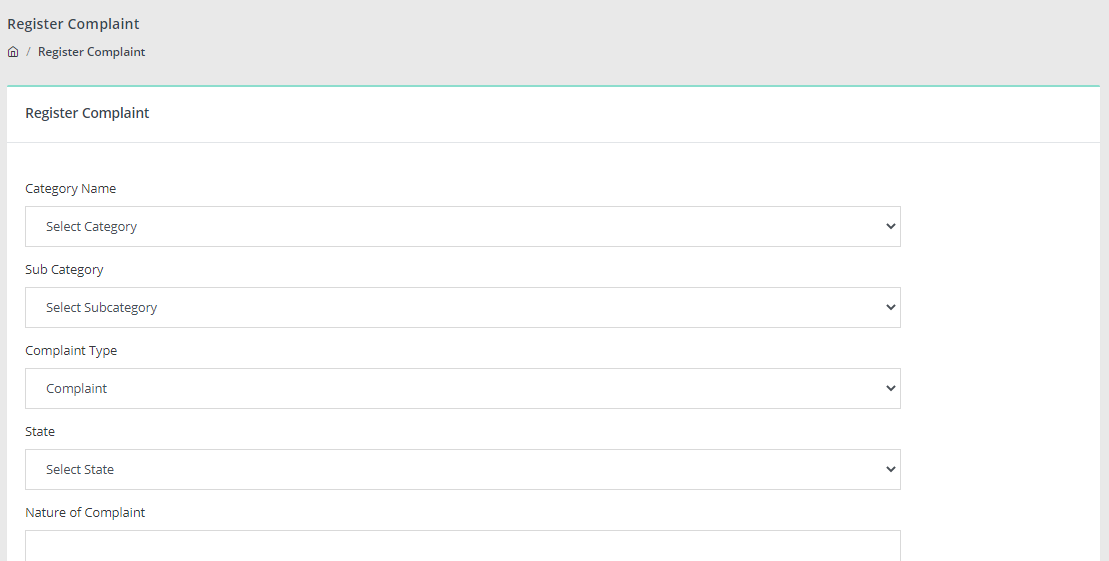 Register Complaint
/ Register Complaint
Register Complaint
Category Name
Select Category
Sub Category
Select Subcategory
Complaint Type
Complaint
State
Select State
Nature of Complaint